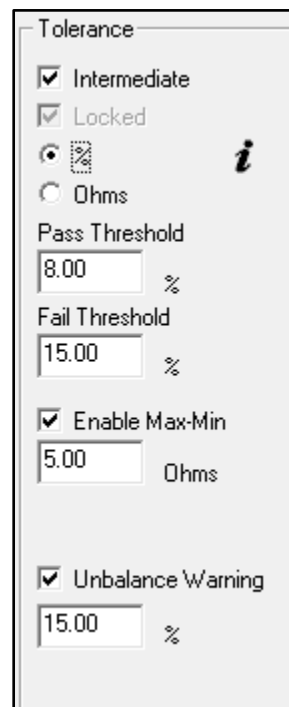 Tolerance
Intermediate
Locked
%
i
Ohms
Pass Threshold
8.00 %
Fail Threshold
15.00 %
Enable Max-Min
5.00 Ohms
Unbalance Warning
15.00 %